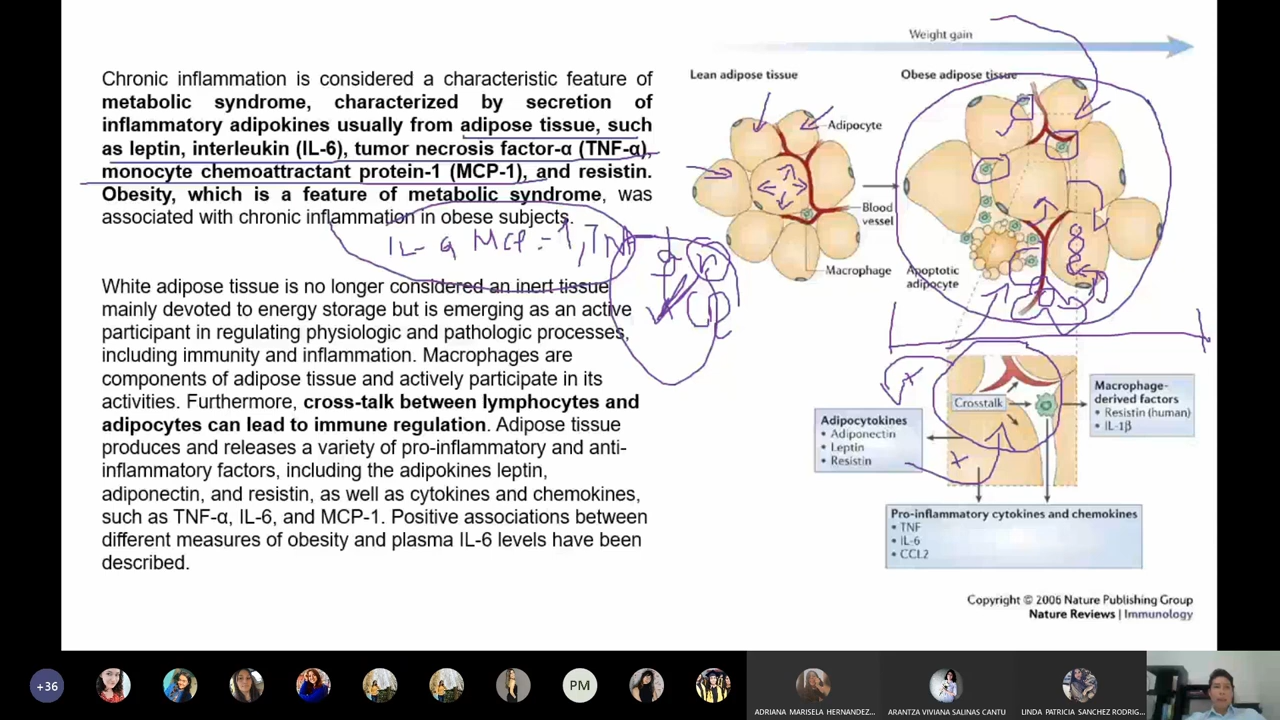 Chronic inflammation is considered a characteristic feature of
metabolic syndrome, characterized by secretion of
inflammatory adipokines usually from adipose tissue, such
as leptin, interleukin (IL-6), tumor necrosis factor-α (TNF-α),
monocyte chemoattractant protein-1 (MCP-1), and resistin.
Obesity, which is a feature of metabolic syndrome, was
associated with chronic inflammation in obese subjects.
MCP-1, TNF
White adipose tissue is no longer considered an inert tissue
mainly devoted to energy storage but is emerging as an active
participant in regulating physiologic and pathologic processes,
including immunity and inflammation. Macrophages are
components of adipose tissue and actively participate in its
activities. Furthermore, cross-talk between lymphocytes and
adipocytes can lead to immune regulation. Adipose tissue
produces and releases a variety of pro-inflammatory and anti-
inflammatory factors, including the adipokines leptin,
adiponectin, and resistin, as well as cytokines and chemokines,
such as TNF-α, IL-6, and MCP-1. Positive associations between
different measures of obesity and plasma IL-6 levels have been
described.
Weight gain
Lean adipose tissue
Obese adipose tissue
Adipocyte
Blood
vessel
Macrophage
Apoptotic
adipocyte
Crosstalk
Adipocytokines
• Adiponectin
• Leptin
• Resistin
Macrophage-
derived factors
• Resistin (human)
• IL-1β
Pro-inflammatory cytokines and chemokines
• TNF
• IL-6
• CCL2
Copyright © 2006 Nature Publishing Group
Nature Reviews | Immunology
+36
PM
ADRIANA MARISELA HERNANDEZ...
ARANTZA VIVIANA SALINAS CANTU
LINDA PATRICIA SANCHEZ RODRIG...